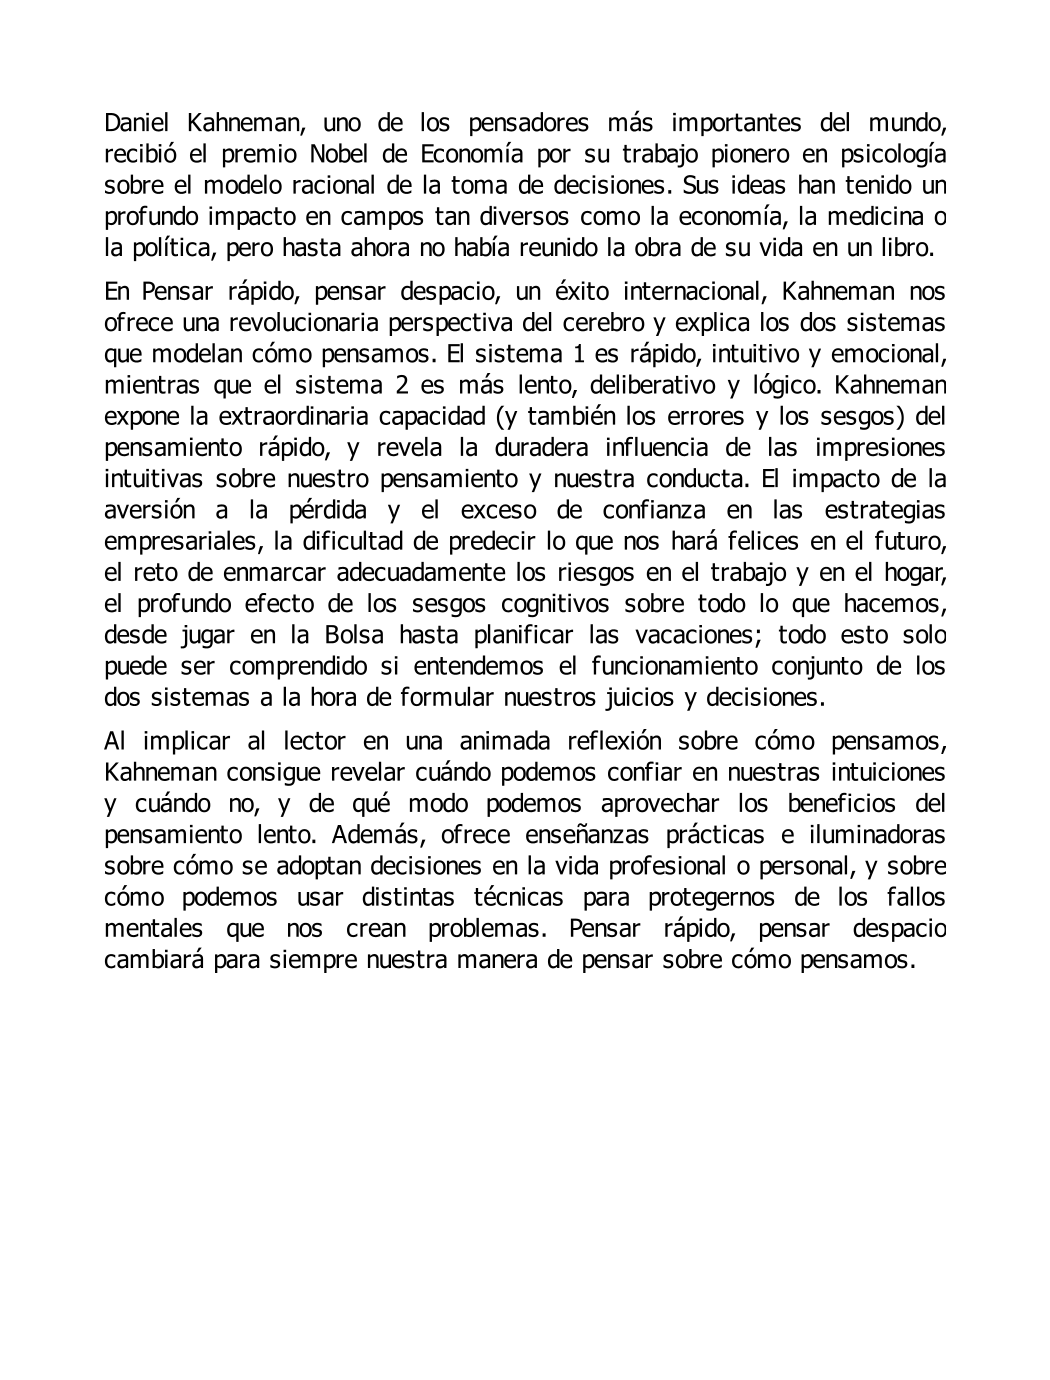 Daniel Kahneman, uno de los pensadores más importantes del mundo,
recibió el premio Nobel de Economía por su trabajo pionero en psicología
sobre el modelo racional de la toma de decisiones. Sus ideas han tenido un
profundo impacto en campos tan diversos como la economía, la medicina o
la política, pero hasta ahora no había reunido la obra de su vida en un libro.
En Pensar rápido, pensar despacio, un éxito internacional, Kahneman nos
ofrece una revolucionaria perspectiva del cerebro y explica los dos sistemas
que modelan cómo pensamos. El sistema 1 es rápido, intuitivo y emocional,
mientras que el sistema 2 es más lento, deliberativo y lógico. Kahneman
expone la extraordinaria capacidad (y también los errores y los sesgos) del
pensamiento rápido, y revela la duradera influencia de las impresiones
intuitivas sobre nuestro pensamiento y nuestra conducta. El impacto de la
aversión a la pérdida y el exceso de confianza en las estrategias
empresariales, la dificultad de predecir lo que nos hará felices en el futuro,
el reto de enmarcar adecuadamente los riesgos en el trabajo y en el hogar,
el profundo efecto de los sesgos cognitivos sobre todo lo que hacemos,
desde jugar en la Bolsa hasta planificar las vacaciones; todo esto solo
puede ser comprendido si entendemos el funcionamiento conjunto de los
dos sistemas a la hora de formular nuestros juicios y decisiones.
Al implicar al lector en una animada reflexión sobre cómo pensamos,
Kahneman consigue revelar cuándo podemos confiar en nuestras intuiciones
y cuándo no, y de qué modo podemos aprovechar los beneficios del
pensamiento lento. Además, ofrece enseñanzas prácticas e iluminadoras
sobre cómo se adoptan decisiones en la vida profesional o personal, y sobre
cómo podemos usar distintas técnicas para protegernos de los fallos
mentales que nos crean problemas. Pensar rápido, pensar despacio
cambiará para siempre nuestra manera de pensar sobre cómo pensamos.